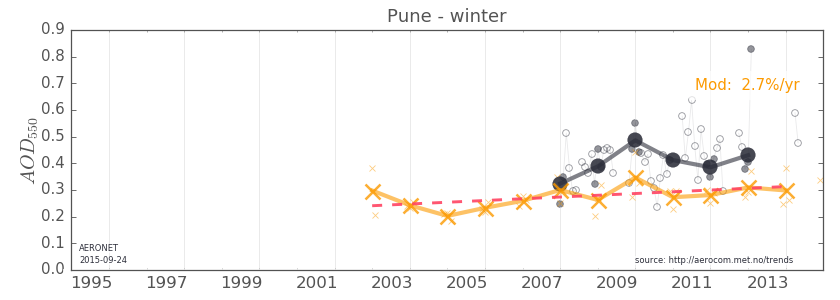 Pune - winter
0.9
0.8
0.7
0.6
0.5
0.4
0.3
0.2
0.1
0.0
AOD550
Mod: 2.7%/yr
AERONET
2015-09-24
source: http://aerocom.met.no/trends
1995 1997 1999 2001 2003 2005 2007 2009 2011 2013